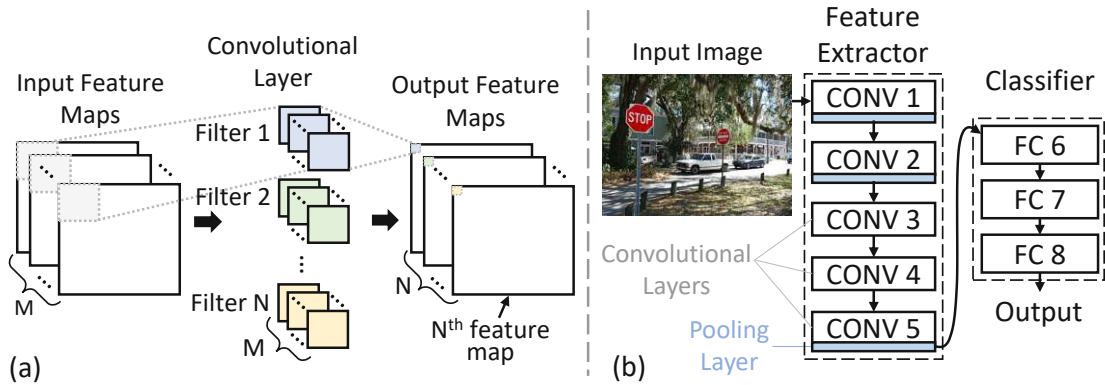 Input Feature
Maps
Convolutional
Layer
Output Feature
Maps
Filter 1
Filter 2
Filter N
M
M
N
Nth feature
map
(a)
Input Image
STOP
Feature
Extractor
CONV 1
CONV 2
CONV 3
CONV 4
CONV 5
Convolutional
Layers
Pooling
Layer
Classifier
FC 6
FC 7
FC 8
Output
(b)